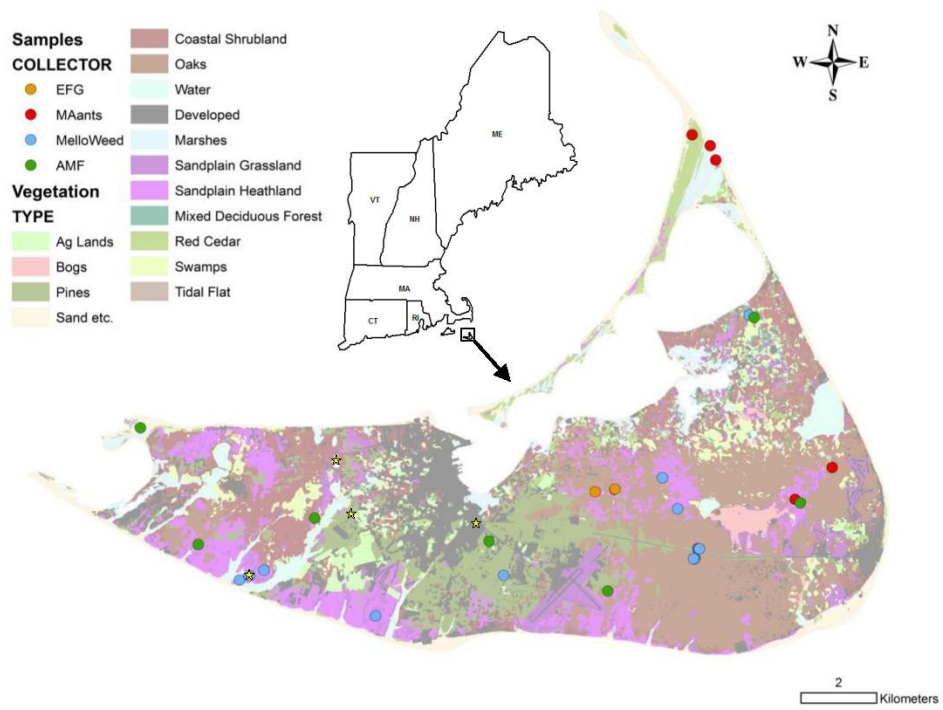 Samples
COLLECTOR
EFG
MAants
MelloWeed
AMF
Vegetation
TYPE
Ag Lands
Bogs
Pines
Sand etc.
Coastal Shrubland
Oaks
Water
Developed
Marshes
Sandplain Grassland
Sandplain Heathland
Mixed Deciduous Forest
Red Cedar
Swamps
Tidal Flat
ME
VT
NH
MA
CT
RI
N
W E
S
2
Kilometers